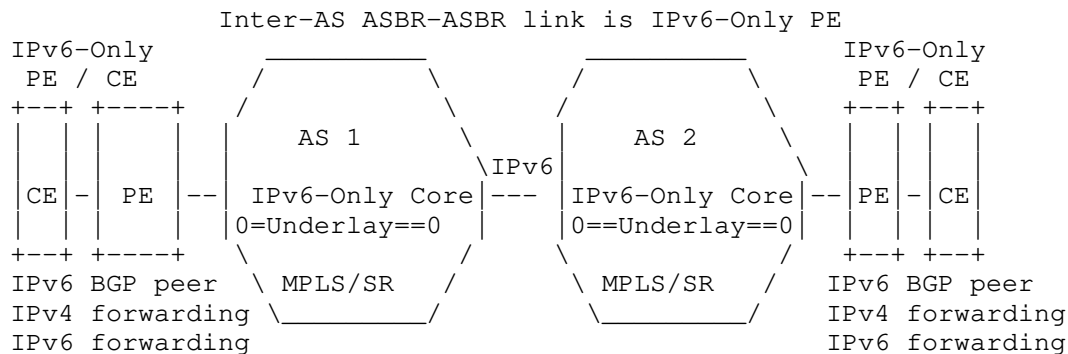 Inter-AS ASBR-ASBR link is IPv6-Only PE
IPv6-Only IPv6-Only
PE / CE PE / CE
AS 1 AS 2
IPv6
CE PE IPv6-Only Core IPv6-Only Core PE CE
0=Underlay==0 0==Underlay==0
IPv6 BGP peer MPLS/SR MPLS/SR IPv6 BGP peer
IPv4 forwarding IPv4 forwarding
IPv6 forwarding IPv6 forwarding